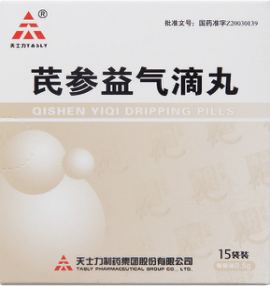 批准文号：国药准字Z20030139
®
天士力TASLY
芪参益气滴丸
QISHEN YIQI DRIPPING PILLS
15袋装
天士力制药集团股份有限公司
TASLY PHARMACEUTICAL GROUP CO., LTD.